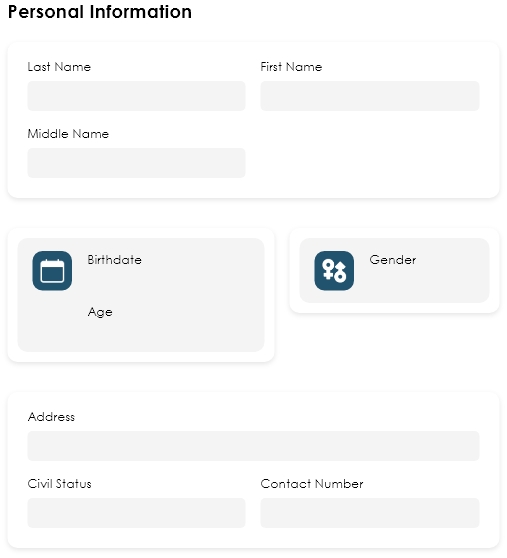 Personal Information
Last Name
First Name
Middle Name
Birthdate
Age
Gender
Address
Civil Status
Contact Number